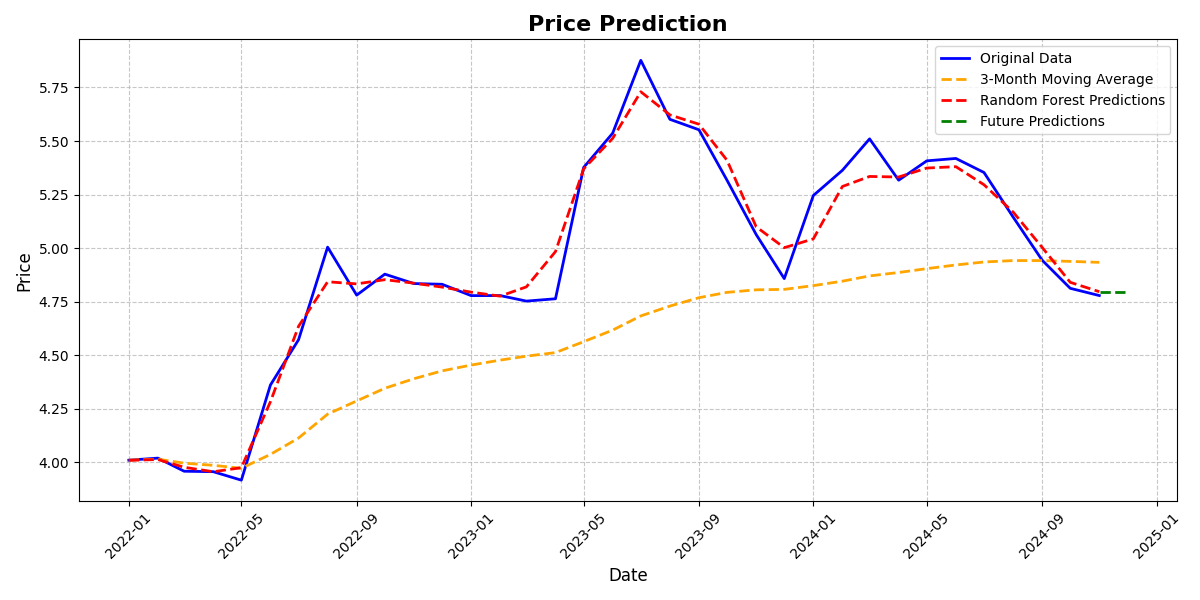 Price Prediction
Original Data
3-Month Moving Average
Random Forest Predictions
Future Predictions
Price
5.75
5.50
5.25
5.00
4.75
4.50
4.25
4.00
2022-01
2022-05
2022-09
2023-01
2023-05
2023-09
2024-01
2024-05
2024-09
2025-01
Date